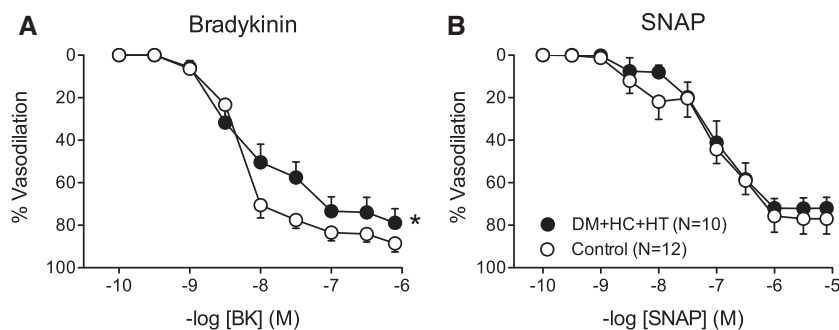 A
Bradykinin
% Vasodilation
0
20
40
60
80
100
*
-10
-9
-8
-7
-6
-log [BK] (M)
B
SNAP
% Vasodilation
0
20
40
60
80
100
DM+HC+HT (N=10)
Control (N=12)
-10
-9
-8
-7
-6
-5
-log [SNAP] (M)